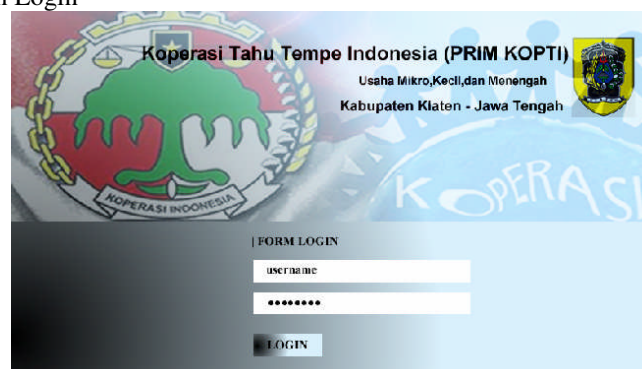 Login
Koperasi Tahu Tempe Indonesia (PRIM KOPTI)
Usaha Mikro,Kecil,dan Menengah
Kabupaten Klaten - Jawa Tengah
KOPERASI INDONESIA
KOPERASI
| FORM LOGIN
username
••••••••
LOGIN